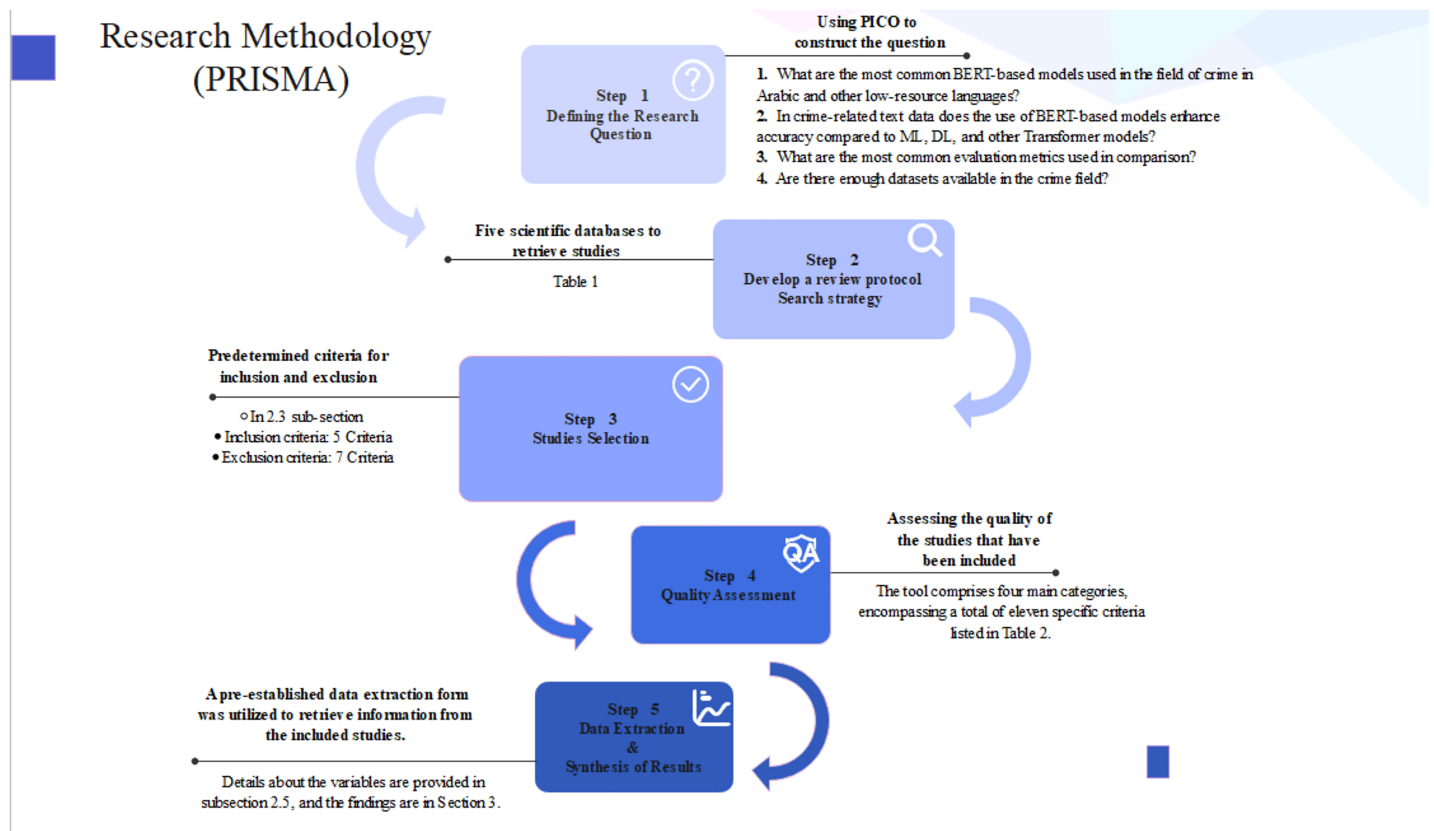 Research Methodology
(PRISMA)
Step 1
Defining the Research
Question
Using PICO to
construct the question
1. What are the most common BERT-based models used in the field of crime in
Arabic and other low-resource languages?
2. In crime-related text data does the use of BERT-based models enhance
accuracy compared to ML, DL, and other Transformer models?
3. What are the most common evaluation metrics used in comparison?
4. Are there enough datasets available in the crime field?
Five scientific databases to
retrieve studies
Table 1
Step 2
Develop a review protocol
Search strategy
Predetermined criteria for
inclusion and exclusion
In 2.3 sub-section
• Inclusion criteria: 5 Criteria
• Exclusion criteria: 7 Criteria
Step 3
Studies Selection
QA
Step 4
Quality Assessment
Assessing the quality of
the studies that have
been included
The tool comprises four main categories,
encompassing a total of eleven specific criteria
listed in Table 2.
A pre-established data extraction form
was utilized to retrieve information from
the included studies.
Details about the variables are provided in
subsection 2.5, and the findings are in Section 3.
Step 5
Data Extraction
&
Synthesis of Results